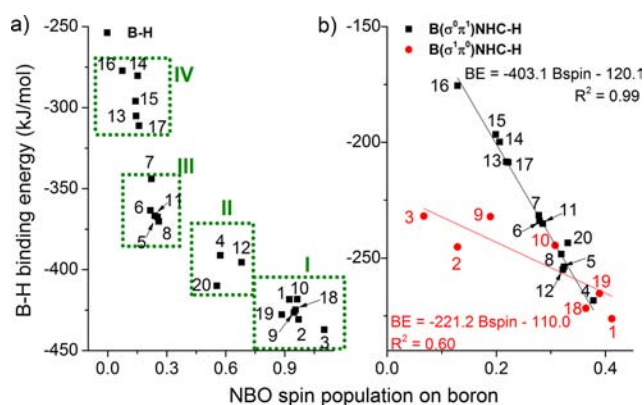 a)
b)
B-H
B(σ⁰π¹)NHC-H
B(σ¹π⁰)NHC-H
BE = -403.1 Bspin - 120.1
R² = 0.99
BE = -221.2 Bspin - 110.0
R² = 0.60
B-H binding energy (kJ/mol)
-250
-300
-350
-400
-450
16 14
IV
15
13
17
7
III
6
11
5
8
II
4
12
20
I
1 10
18
19
9
2
3
0.0 0.3 0.6 0.9
-100
-150
-200
-250
16
15
14
13 17
7
6
11
3
9
10
20
2
8
5
12
4
19
18
1
0.0 0.2 0.4
NBO spin population on boron